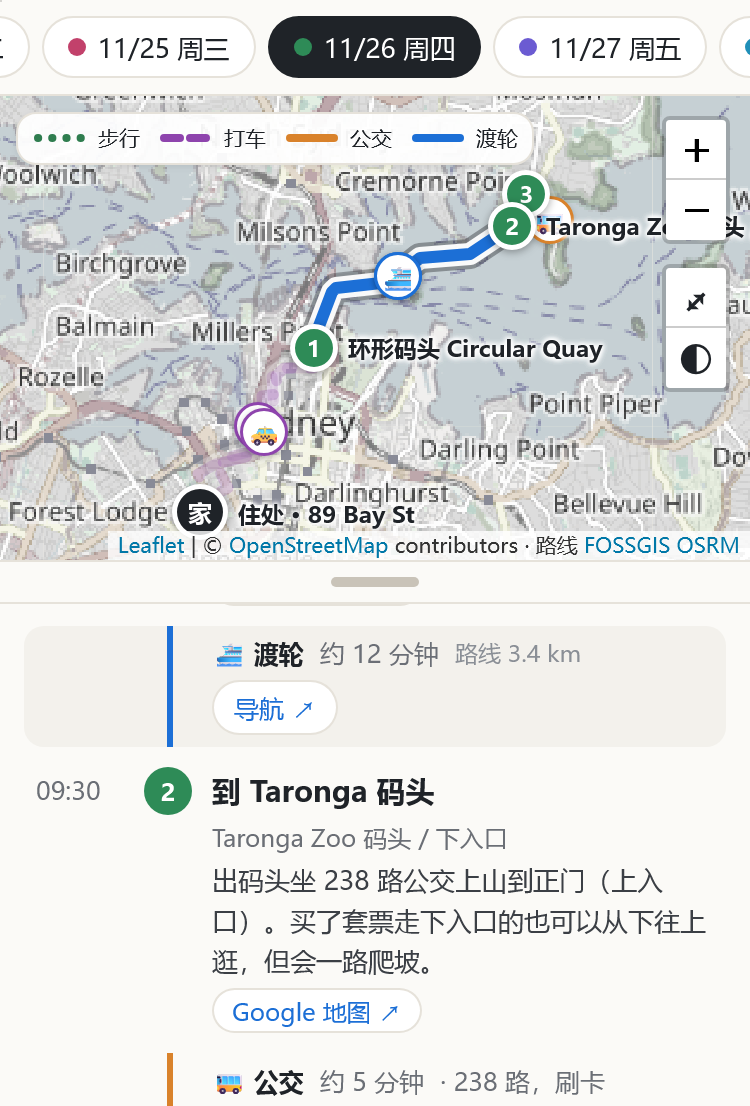 11/25 周三
11/26 周四
11/27 周五
步行
打车
公交
渡轮
Cremorne
3
2
Taronga
头
+
−
Milsons Point
Birchgrove
Balmain
Millers
1
环形码头 Circular Quay
Rozelle
Point Piper
Darling Point
Darlinghurst
Forest Lodge
家
住处 · 89 Bay St
Bellevue Hill
Leaflet | © OpenStreetMap contributors · 路线 FOSSGIS OSRM
渡轮 约 12 分钟 路线 3.4 km
导航 ↗
09:30
2
到 Taronga 码头
Taronga Zoo 码头 / 下入口
出码头坐 238 路公交上山到正门（上入
口）。买了套票走下入口的也可以从下往上
逛，但会一路爬坡。
Google 地图 ↗
公交 约 5 分钟 · 238 路，刷卡